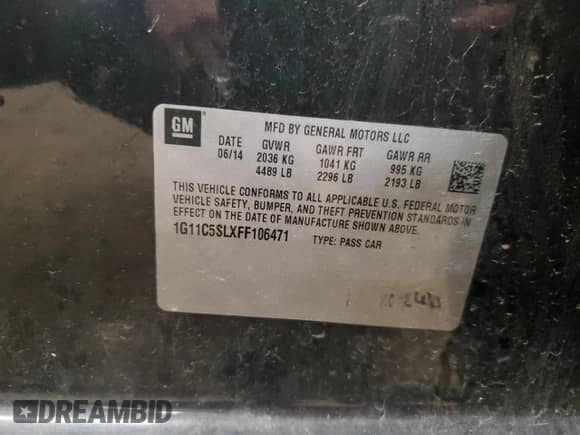 GM
MFD BY GENERAL MOTORS LLC
DATE GVWR GAWR FRT GAWR RR
06/14 2036 KG 1041 KG 995 KG
4489 LB 2296 LB 2193 LB
THIS VEHICLE CONFORMS TO ALL APPLICABLE U.S. FEDERAL MOTOR
VEHICLE SAFETY, BUMPER, AND THEFT PREVENTION STANDARDS IN
EFFECT ON THE DATE OF MANUFACTURE SHOWN ABOVE.
1G11C5SLXFF106471 TYPE: PASS CAR
DREAMBID